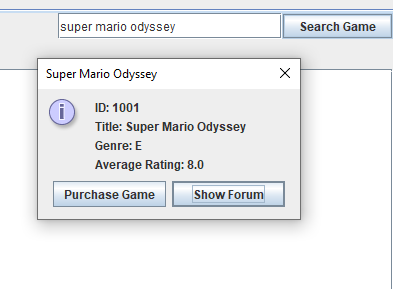 super mario odyssey
Search Game
Super Mario Odyssey
ID: 1001
Title: Super Mario Odyssey
Genre: E
Average Rating: 8.0
Purchase Game
Show Forum